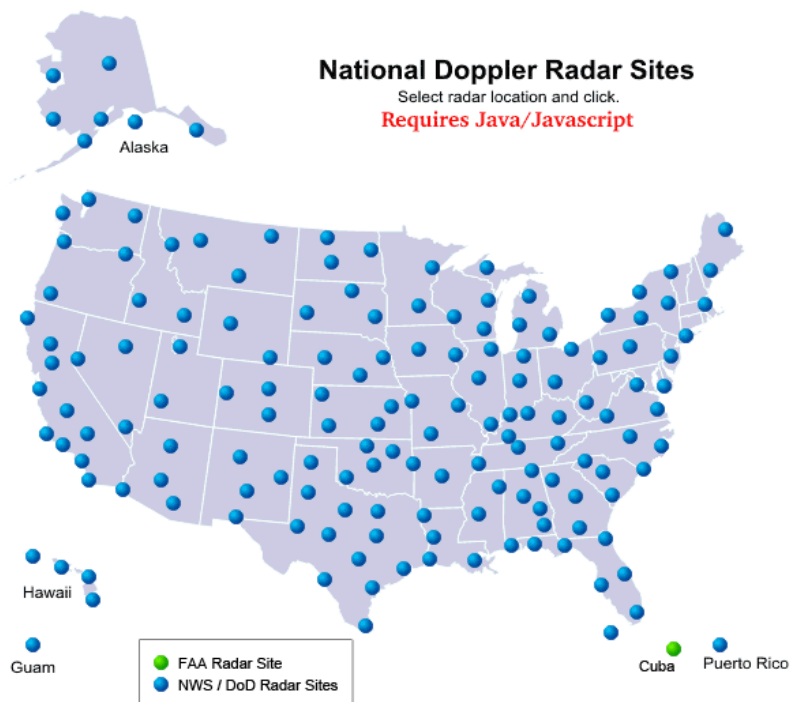 National Doppler Radar Sites
Select radar location and click.
Requires Java/Javascript
Alaska
Hawaii
Guam
FAA Radar Site
NWS / DoD Radar Sites
Cuba
Puerto Rico